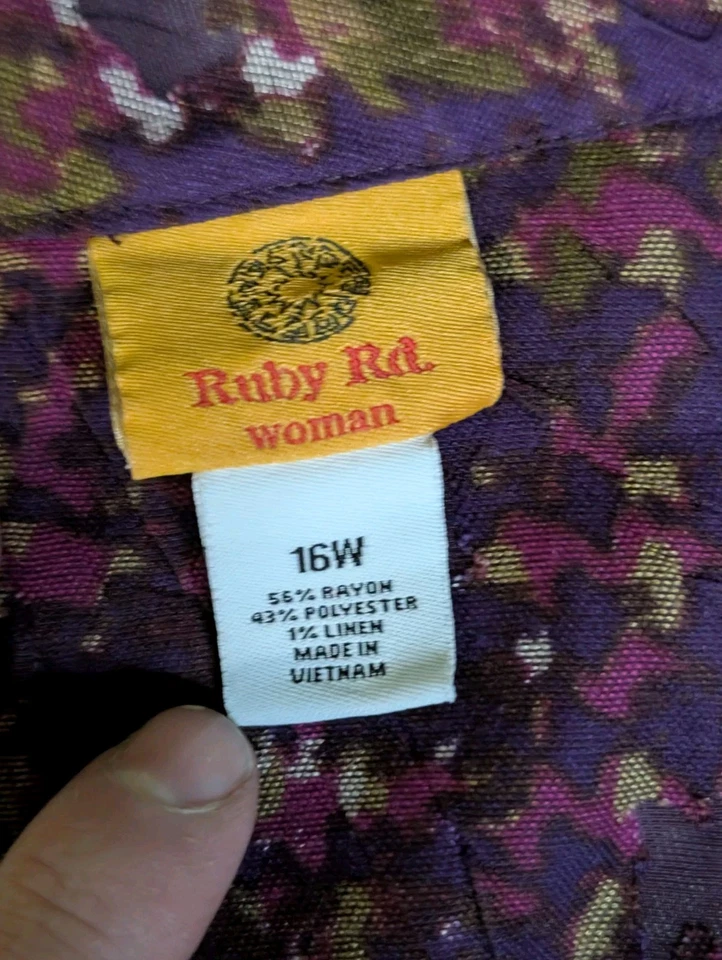 Ruby Rd.
woman
16W
56% RAYON
43% POLYESTER
1% LINEN
MADE IN
VIETNAM